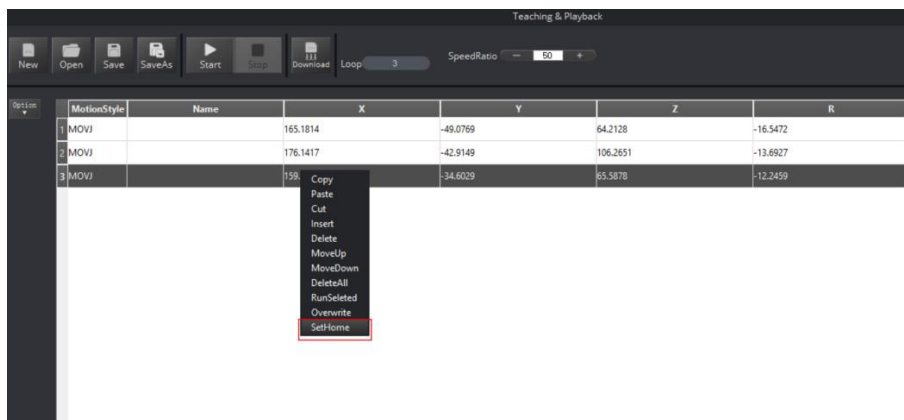 Teaching & Playback
New Open Save SaveAs Start Stop Download Loop 3 SpeedRatio − 50 +
Option
MotionStyle Name X Y Z R
1 MOVJ 165.1814 -49.0769 64.2128 -16.5472
2 MOVJ 176.1417 -42.9149 106.2651 -13.6927
3 MOVJ 159. -34.6029 65.5878 -12.2459
Copy
Paste
Cut
Insert
Delete
MoveUp
MoveDown
DeleteAll
RunSeleted
Overwrite
SetHome